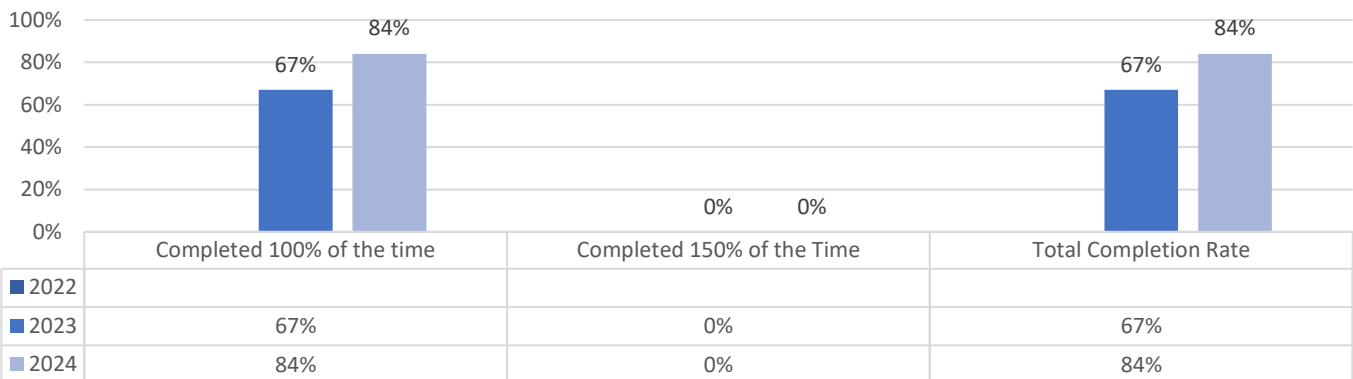 100%
84%
84%
80%
67%
67%
60%
40%
20%
0%
0%
0%
Completed 100% of the time
Completed 150% of the Time
Total Completion Rate
2022
2023 67% 0% 67%
2024 84% 0% 84%